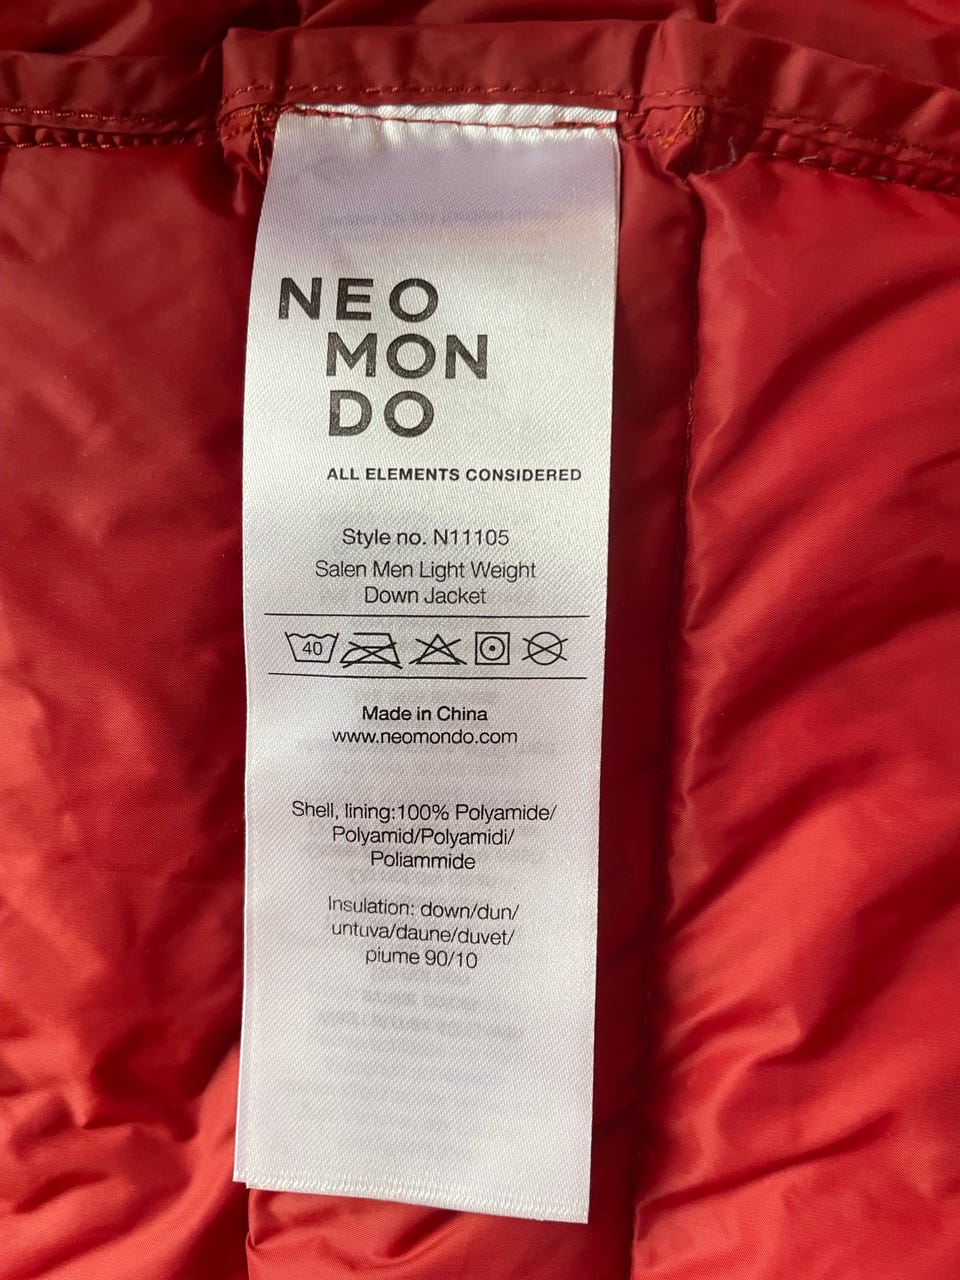 NEO
MON
DO
ALL ELEMENTS CONSIDERED
Style no. N11105
Salen Men Light Weight
Down Jacket
40
Made in China
www.neomondo.com
Shell, lining:100% Polyamide/
Polyamid/Polyamidi/
Poliammide
Insulation: down/dun/
untuva/daune/duvet/
piume 90/10